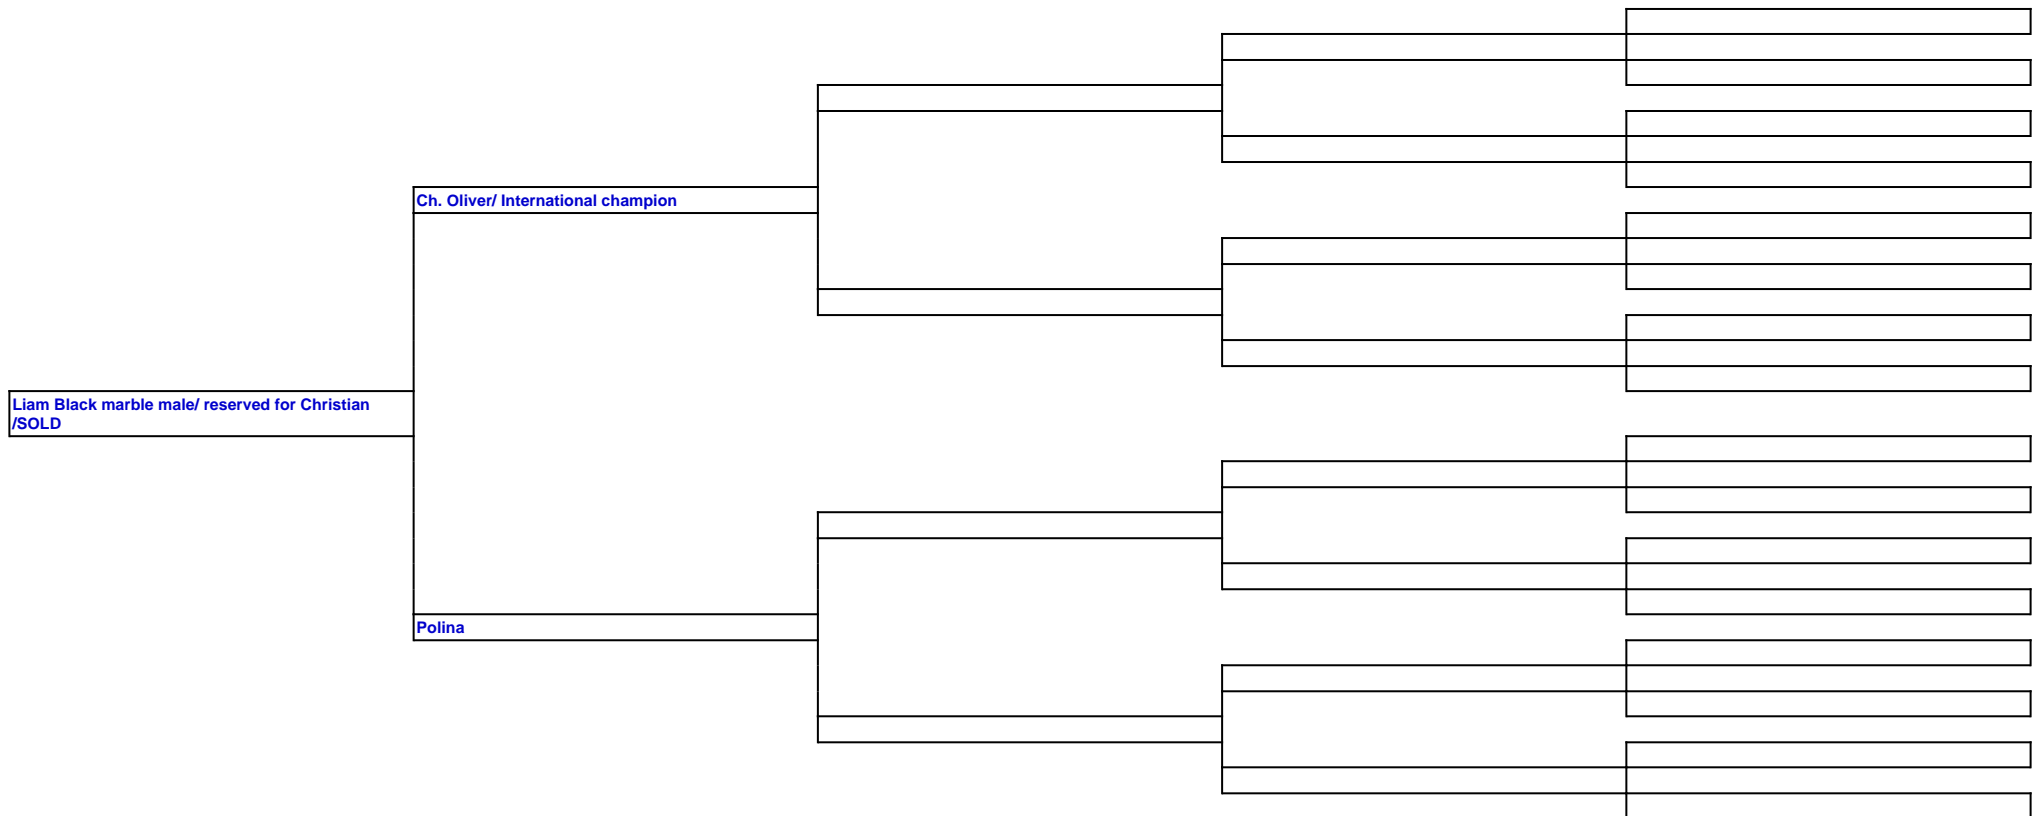 Ch. Oliver/ International champion
Liam Black marble male/ reserved for Christian
/SOLD
Polina